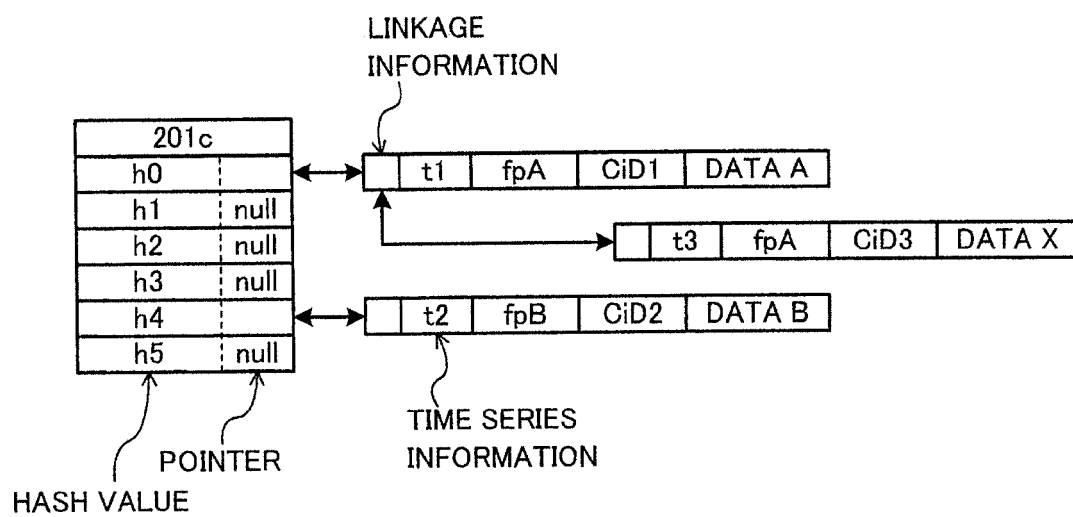 LINKAGE
INFORMATION
201c
h0
t1 fpA CiD1 DATA A
h1 null
h2 null
t3 fpA CiD3 DATA X
h3 null
h4
t2 fpB CiD2 DATA B
h5 null
TIME SERIES
INFORMATION
POINTER
HASH VALUE